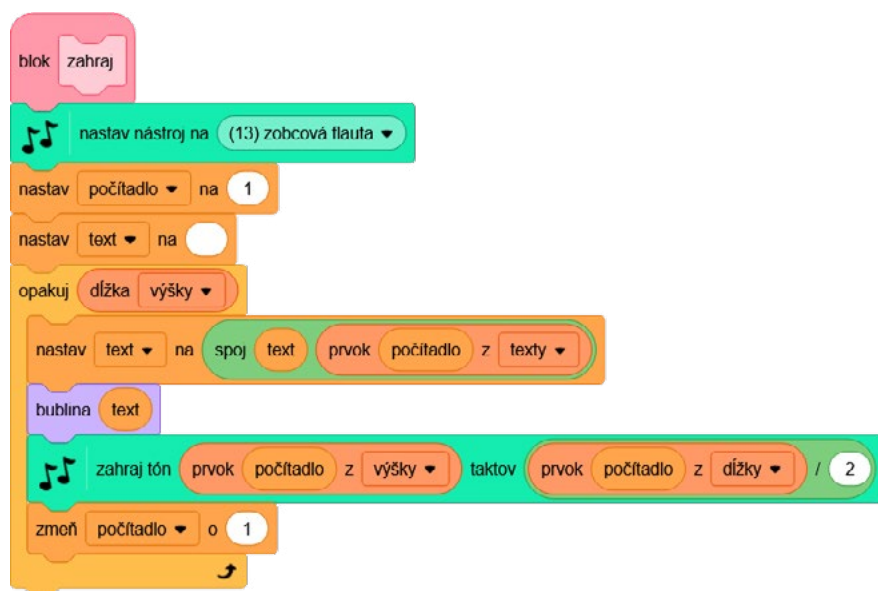 blok zahraj
nastav nástroj na (13) zobcová flauta
nastav počítadlo na 1
nastav text na
opakuj dĺžka výšky
nastav text na spoj text prvok počítadlo z texty
bublina text
zahraj tón prvok počítadlo z výšky taktov prvok počítadlo z dĺžky / 2
zmeň počítadlo o 1